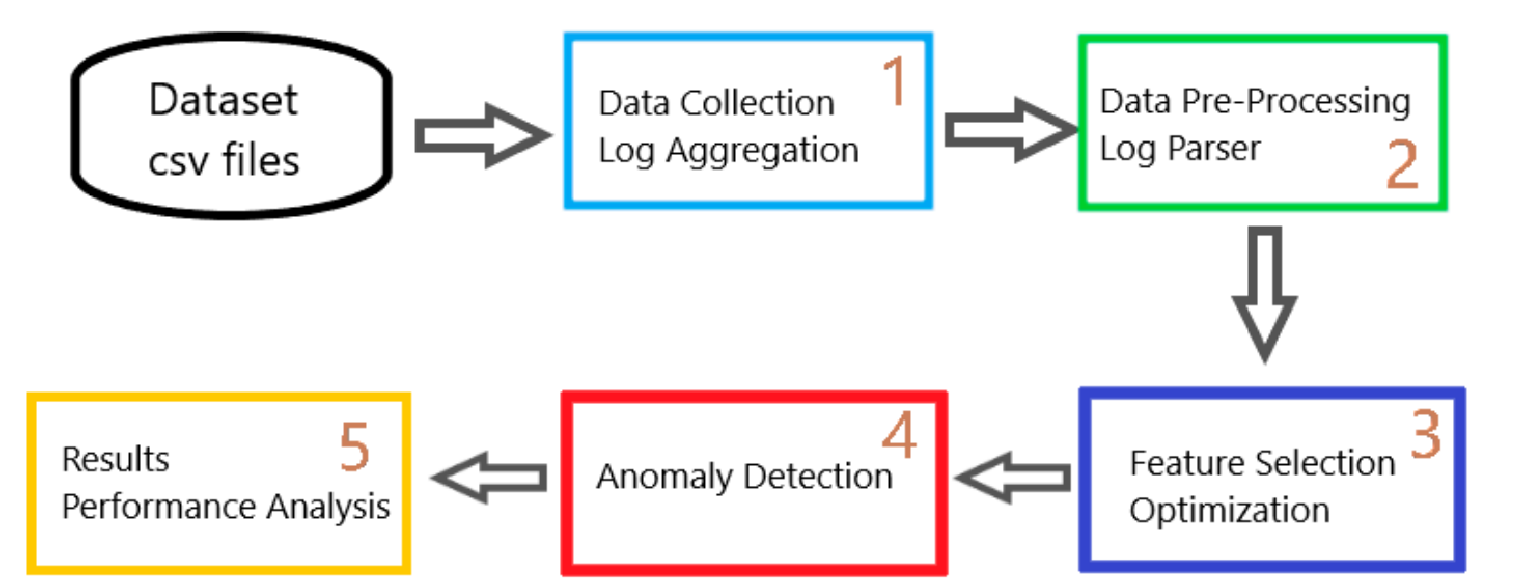 Dataset
csv files
1
Data Collection
Log Aggregation
Data Pre-Processing
Log Parser
2
3
Feature Selection
Optimization
4
Anomaly Detection
5
Results
Performance Analysis